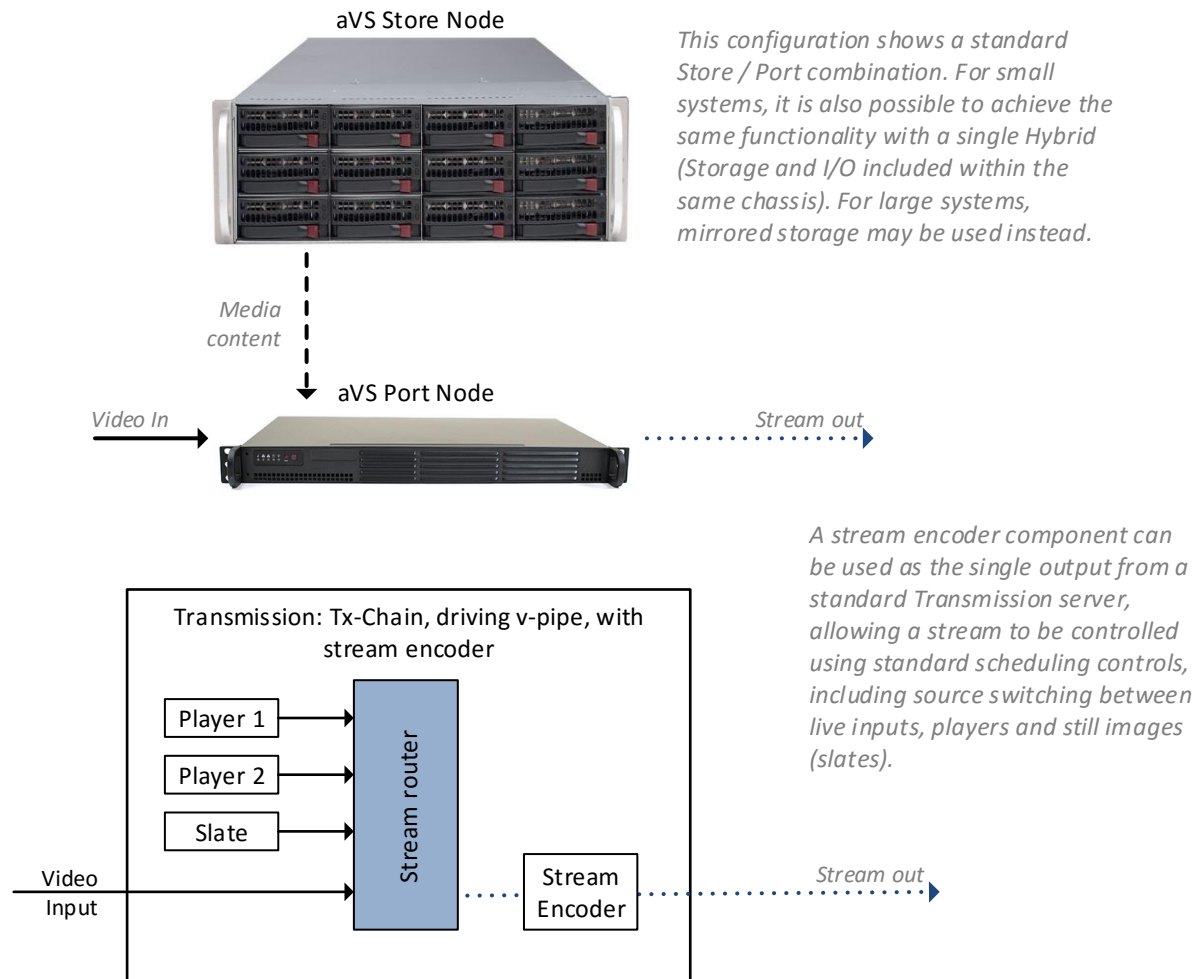 aVS Store Node
This configuration shows a standard
Store / Port combination. For small
systems, it is also possible to achieve the
same functionality with a single Hybrid
(Storage and I/O included within the
same chassis). For large systems,
mirrored storage may be used instead.
Media
content
aVS Port Node
Video In
Stream out
A stream encoder component can
be used as the single output from a
standard Transmission server,
allowing a stream to be controlled
using standard scheduling controls,
including source switching between
live inputs, players and still images
(slates).
Transmission: Tx-Chain, driving v-pipe, with
stream encoder
Player 1
Player 2
Slate
Stream router
Video
Input
Stream
Encoder
Stream out